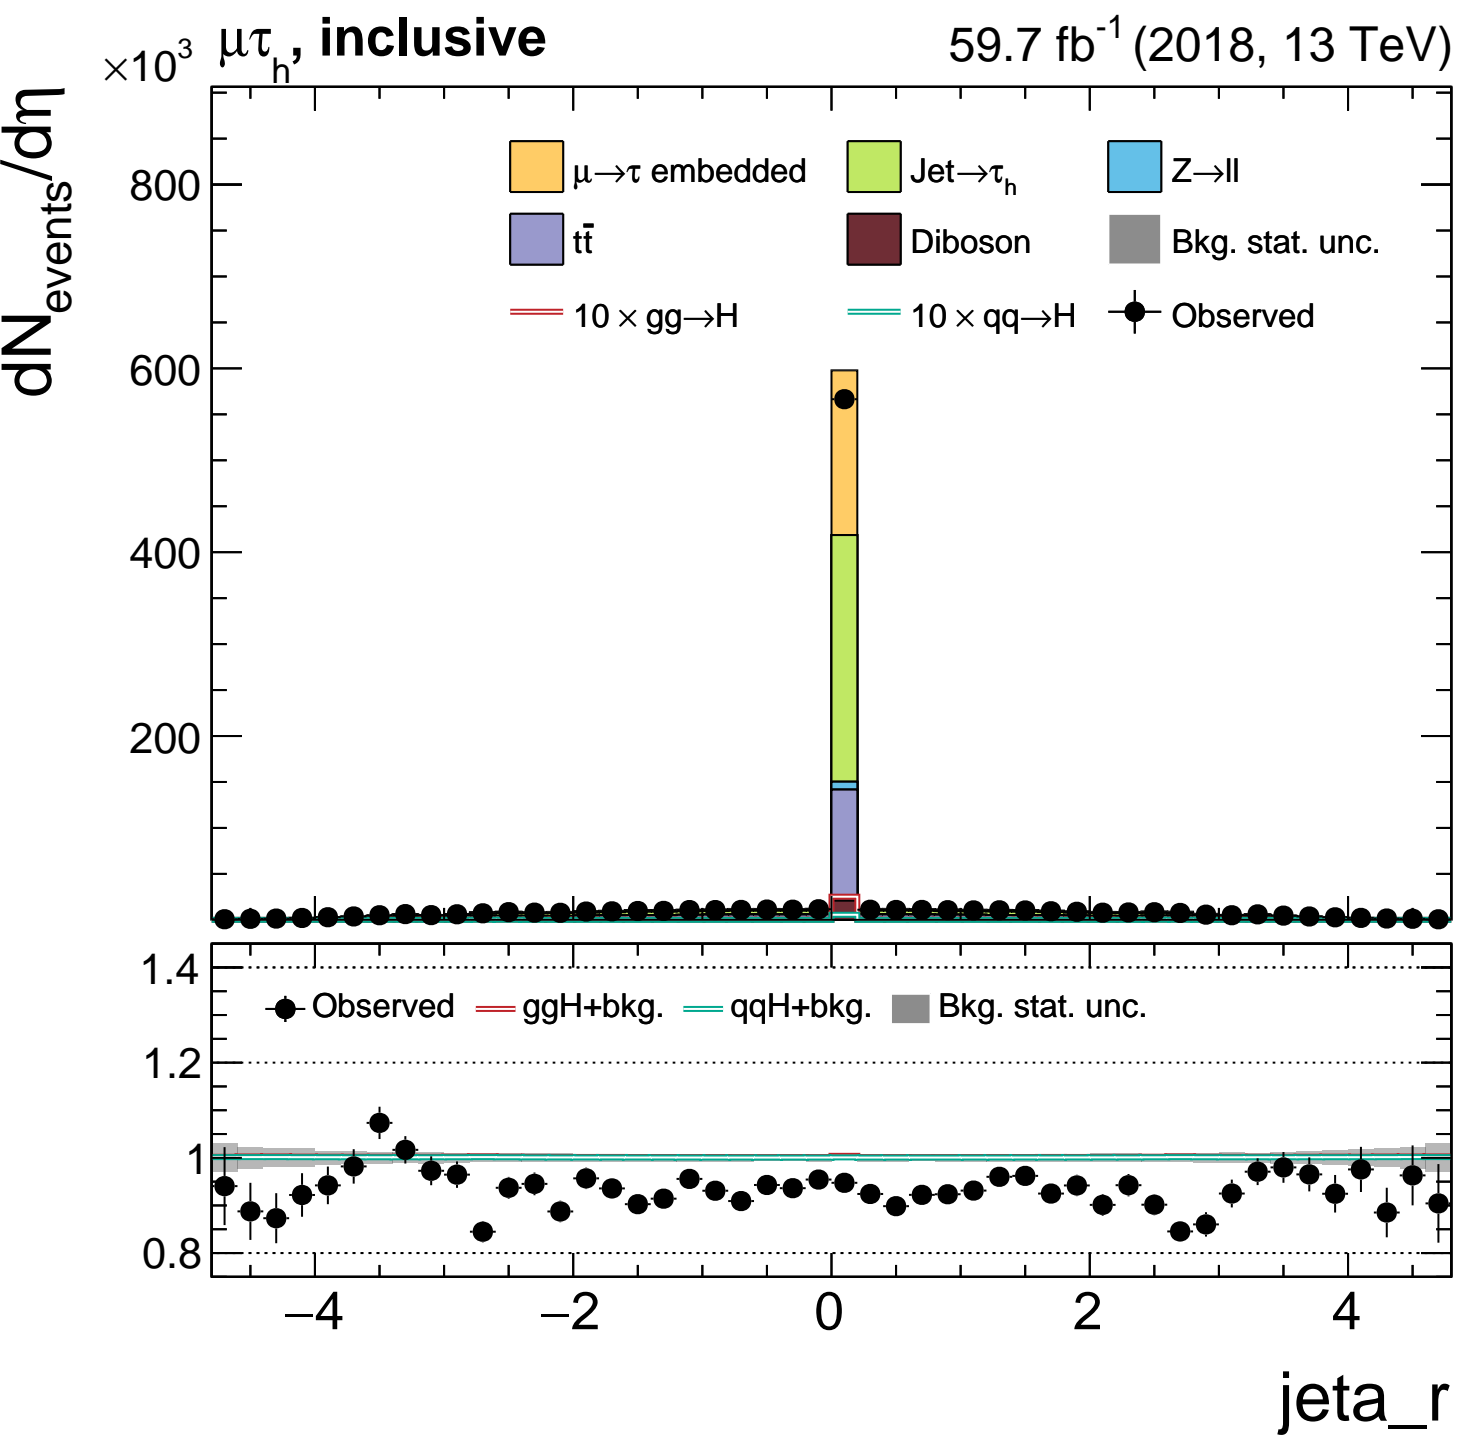 ×10³ μτₕ, inclusive 59.7 fb⁻¹ (2018, 13 TeV)
dN_events/dη
μ→τ embedded Jet→τₕ Z→ll
tt̄ Diboson Bkg. stat. unc.
10 × gg→H 10 × qq→H Observed
800
600
400
200
1.4
Observed ggH+bkg. qqH+bkg. Bkg. stat. unc.
1.2
1
0.8
−4 −2 0 2 4
jeta_r